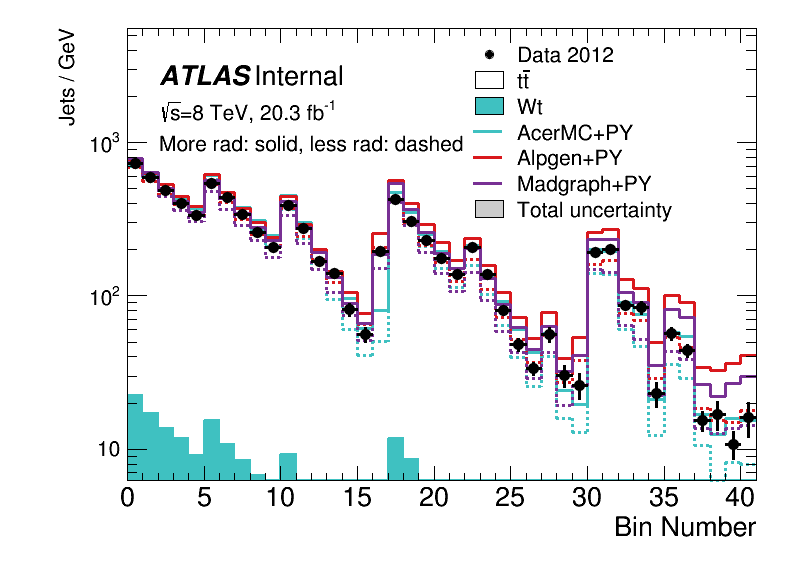 Jets / GeV
ATLAS Internal
√s=8 TeV, 20.3 fb⁻¹
More rad: solid, less rad: dashed
Data 2012
tt̄
Wt
AcerMC+PY
Alpgen+PY
Madgraph+PY
Total uncertainty
10³
10²
10
0 5 10 15 20 25 30 35 40
Bin Number